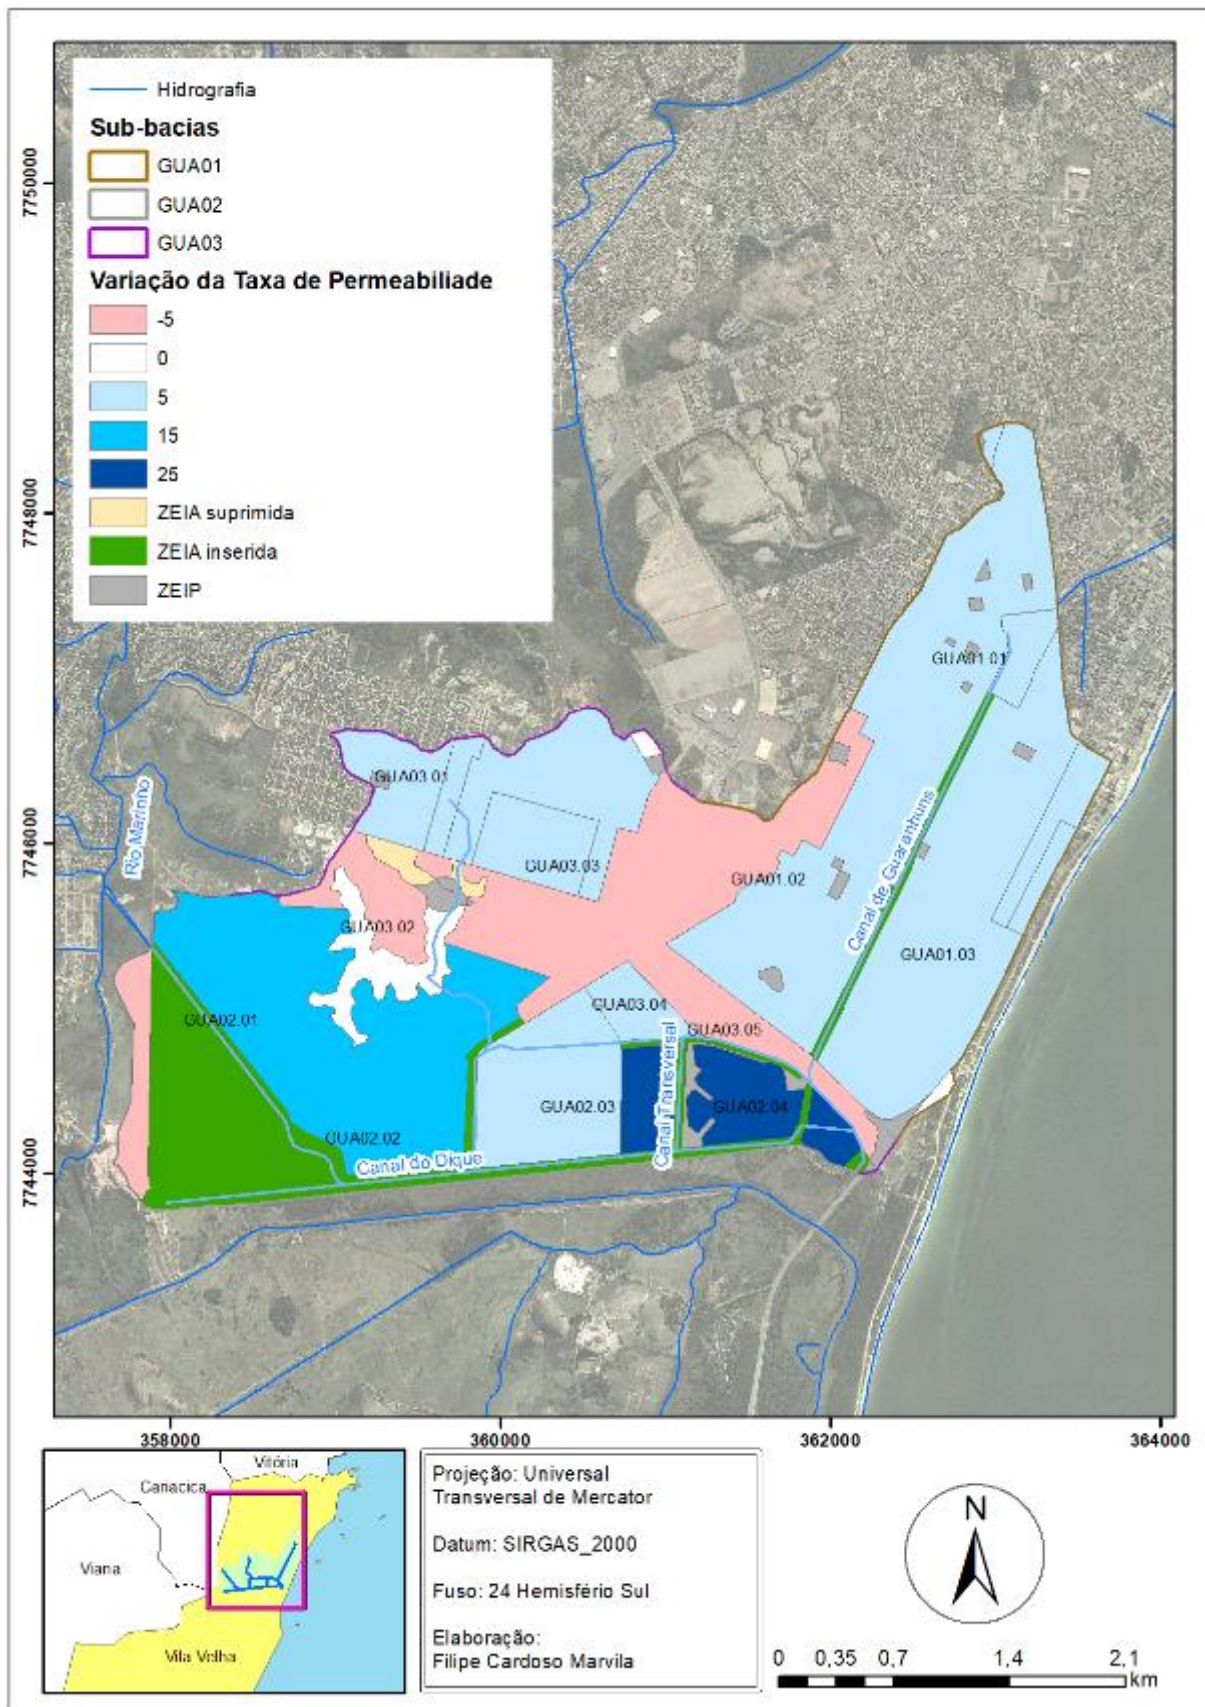 Hidrografia
Sub-bacias
GUA01
GUA02
GUA03
Variação da Taxa de Permeabiliade
-5
0
5
15
25
ZEIA suprimida
ZEIA inserida
ZEIP
7750000
7748000
7746000
7744000
358000
360000
362000
364000
GUA01.01
GUA03.01
Rio Marinho
GUA03.03
GUA01.02
Canal de Guaranhuns
GUA03.02
GUA01.03
GUA02.01
GUA03.04
GUA03.05
Canal Transversal
GUA02.03
GUA02.04
GUA02.02
Canal do Dique
Vitória
Cariacica
Viana
Vila Velha
Projeção: Universal
Transversal de Mercator
Datum: SIRGAS_2000
Fuso: 24 Hemisfério Sul
Elaboração:
Filipe Cardoso Marvila
N
0 0,35 0,7 1,4 2,1
km